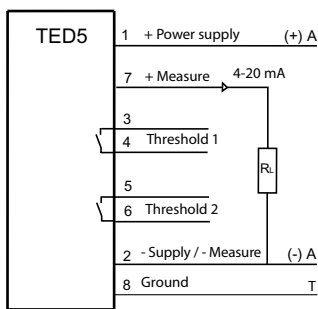 TED5
1 + Power supply (+) A
7 + Measure 4-20 mA
3
4 Threshold 1
RL
5
6 Threshold 2
2 - Supply / - Measure (-) A
8 Ground T